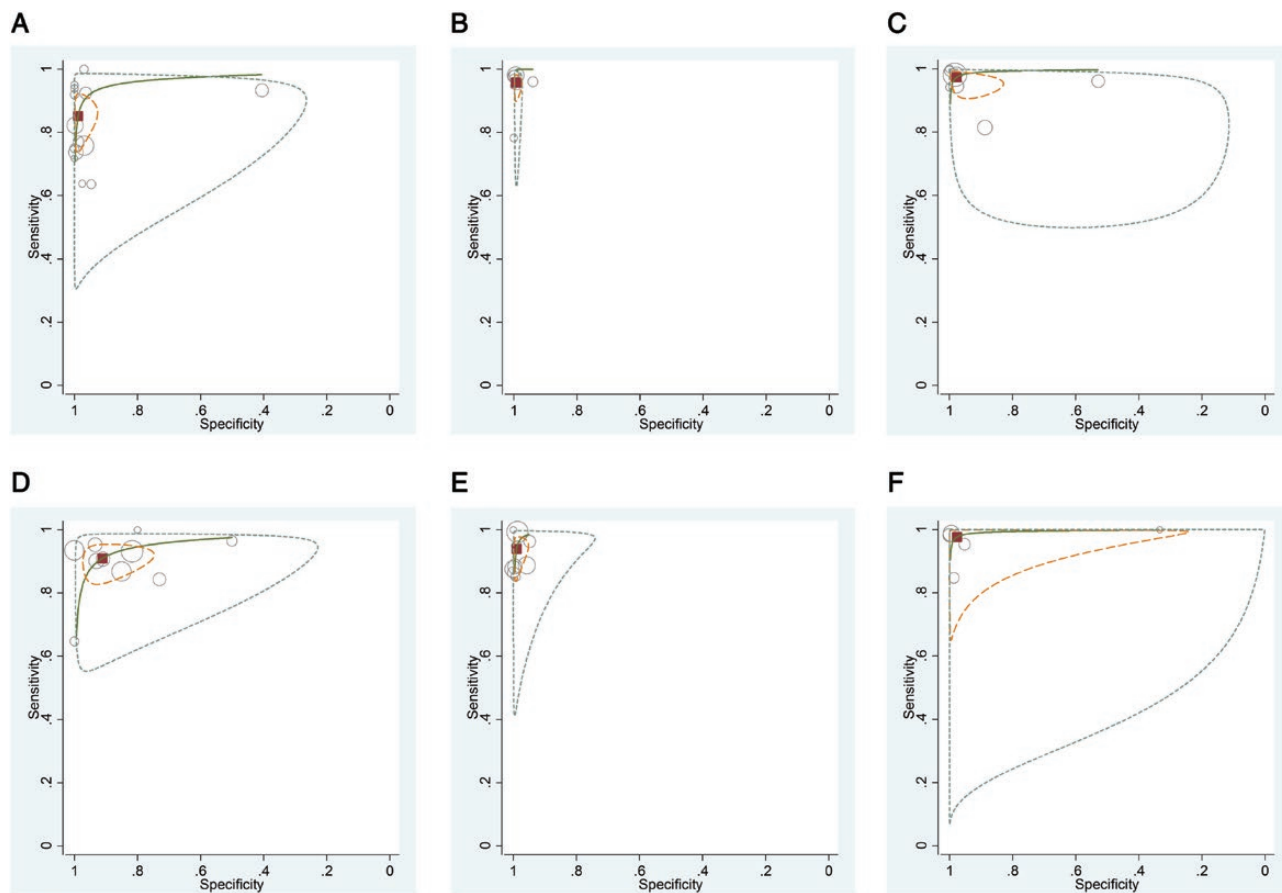 A
B
C
1
.8
.6
.4
.2
0
Sensitivity
1 .8 .6 .4 .2 0
Specificity
1
.8
.6
.4
.2
0
Sensitivity
1 .8 .6 .4 .2 0
Specificity
1
.8
.6
.4
.2
0
Sensitivity
1 .8 .6 .4 .2 0
Specificity
D
E
F
1
.8
.6
.4
.2
0
Sensitivity
1 .8 .6 .4 .2 0
Specificity
1
.8
.6
.4
.2
0
Sensitivity
1 .8 .6 .4 .2 0
Specificity
1
.8
.6
.4
.2
0
Sensitivity
1 .8 .6 .4 .2 0
Specificity